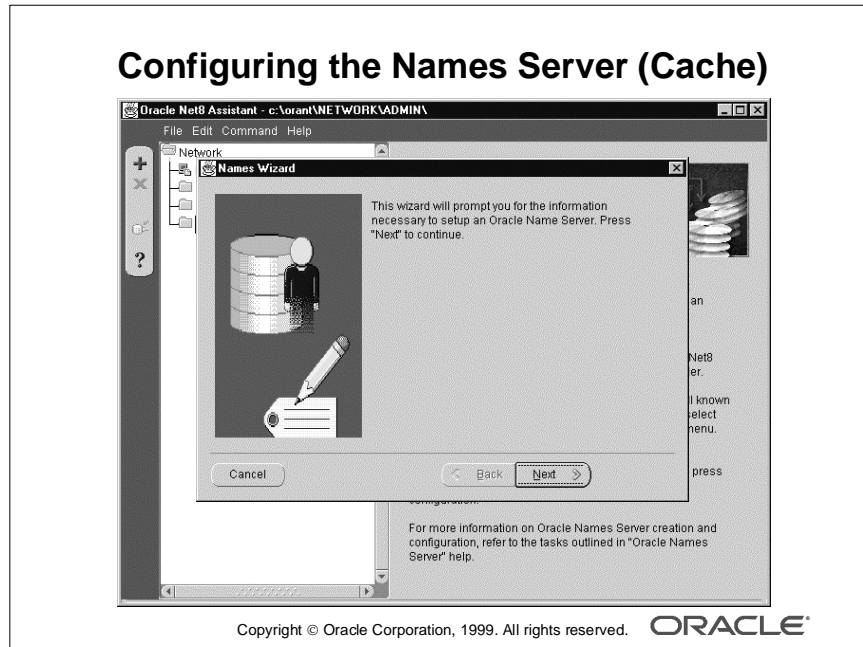 Configuring the Names Server (Cache)
Oracle Net8 Assistant - c:\orant\NETWORK\ADMIN\
File Edit Command Help
Network
Names Wizard
This wizard will prompt you for the information
necessary to setup an Oracle Name Server. Press
"Next" to continue.
?
an
Net8
er.
l known
select
nenu.
press
Cancel
Back
Next
configuration.
For more information on Oracle Names Server creation and
configuration, refer to the tasks outlined in "Oracle Names
Server" help.
Copyright © Oracle Corporation, 1999. All rights reserved.
ORACLE®